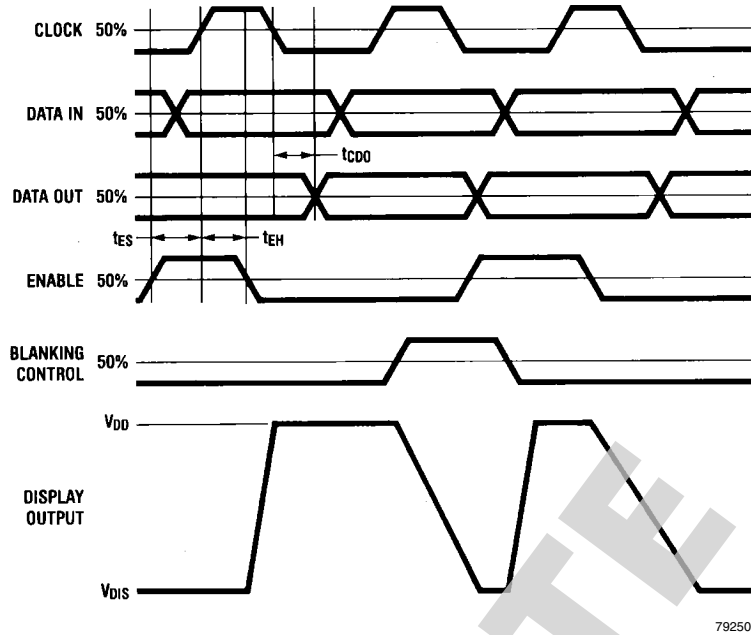 CLOCK 50%
DATA IN 50%
tCDO
DATA OUT 50%
tES tEH
ENABLE 50%
BLANKING
CONTROL 50%
VDD
DISPLAY
OUTPUT
VDIS
79250